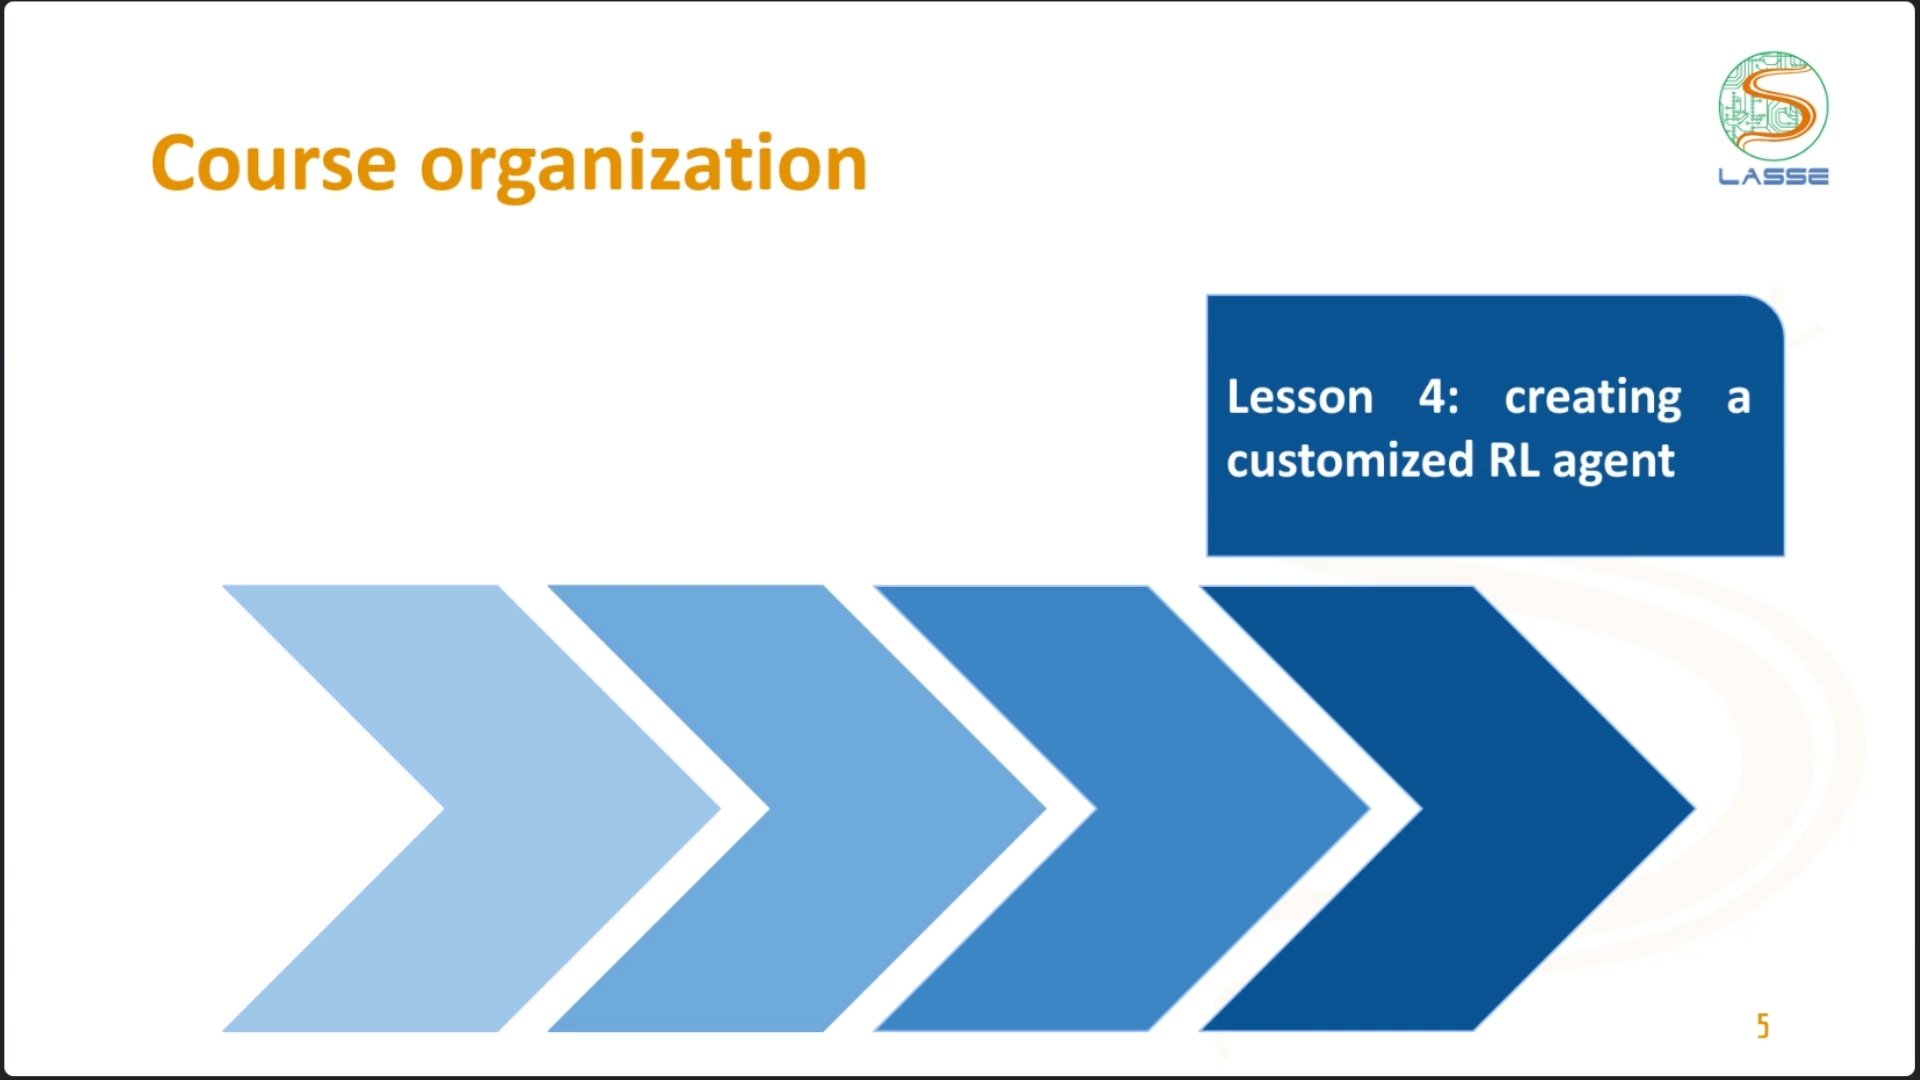 LASSE
Course organization
Lesson 4: creating a
customized RL agent
5